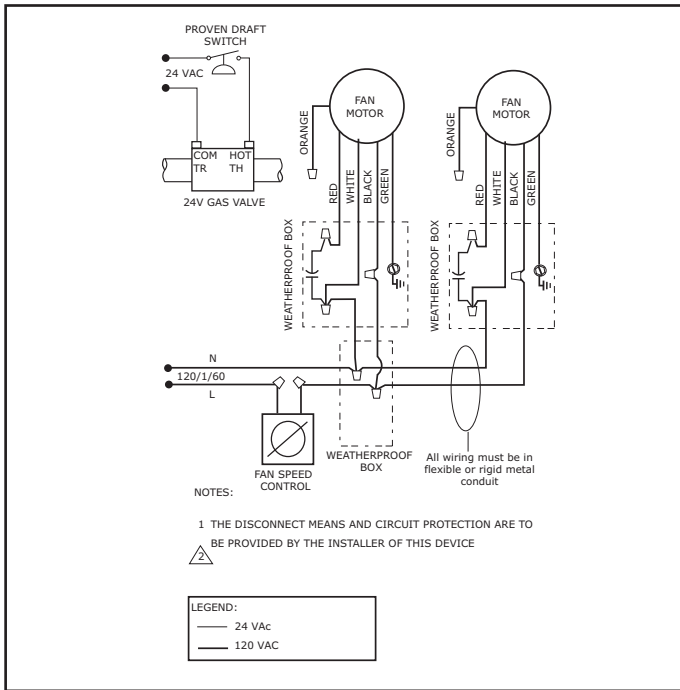 PROVEN DRAFT
SWITCH
24 VAC
COM
TR
HOT
TH
24V GAS VALVE
FAN
MOTOR
ORANGE
RED
WHITE
BLACK
GREEN
WEATHERPROOF BOX
FAN
MOTOR
ORANGE
RED
WHITE
BLACK
GREEN
WEATHERPROOF BOX
N
120/1/60
L
FAN SPEED
CONTROL
WEATHERPROOF
BOX
All wiring must be in
flexible or rigid metal
conduit
NOTES:
1 THE DISCONNECT MEANS AND CIRCUIT PROTECTION ARE TO
BE PROVIDED BY THE INSTALLER OF THIS DEVICE
2
LEGEND:
24 VAc
120 VAC